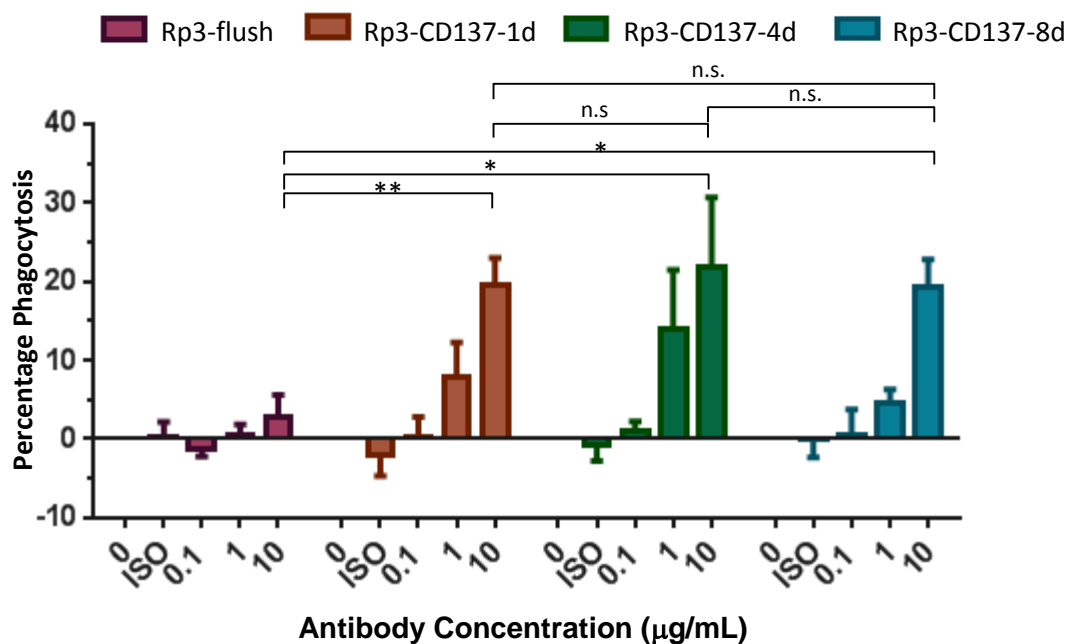 Rp3-flush Rp3-CD137-1d Rp3-CD137-4d Rp3-CD137-8d
n.s.
n.s n.s.
*
*
**
Percentage Phagocytosis
40
30
20
10
0
-10
0 ISO 0.1 1 10 0 ISO 0.1 1 10 0 ISO 0.1 1 10 0 ISO 0.1 1 10
Antibody Concentration (μg/mL)